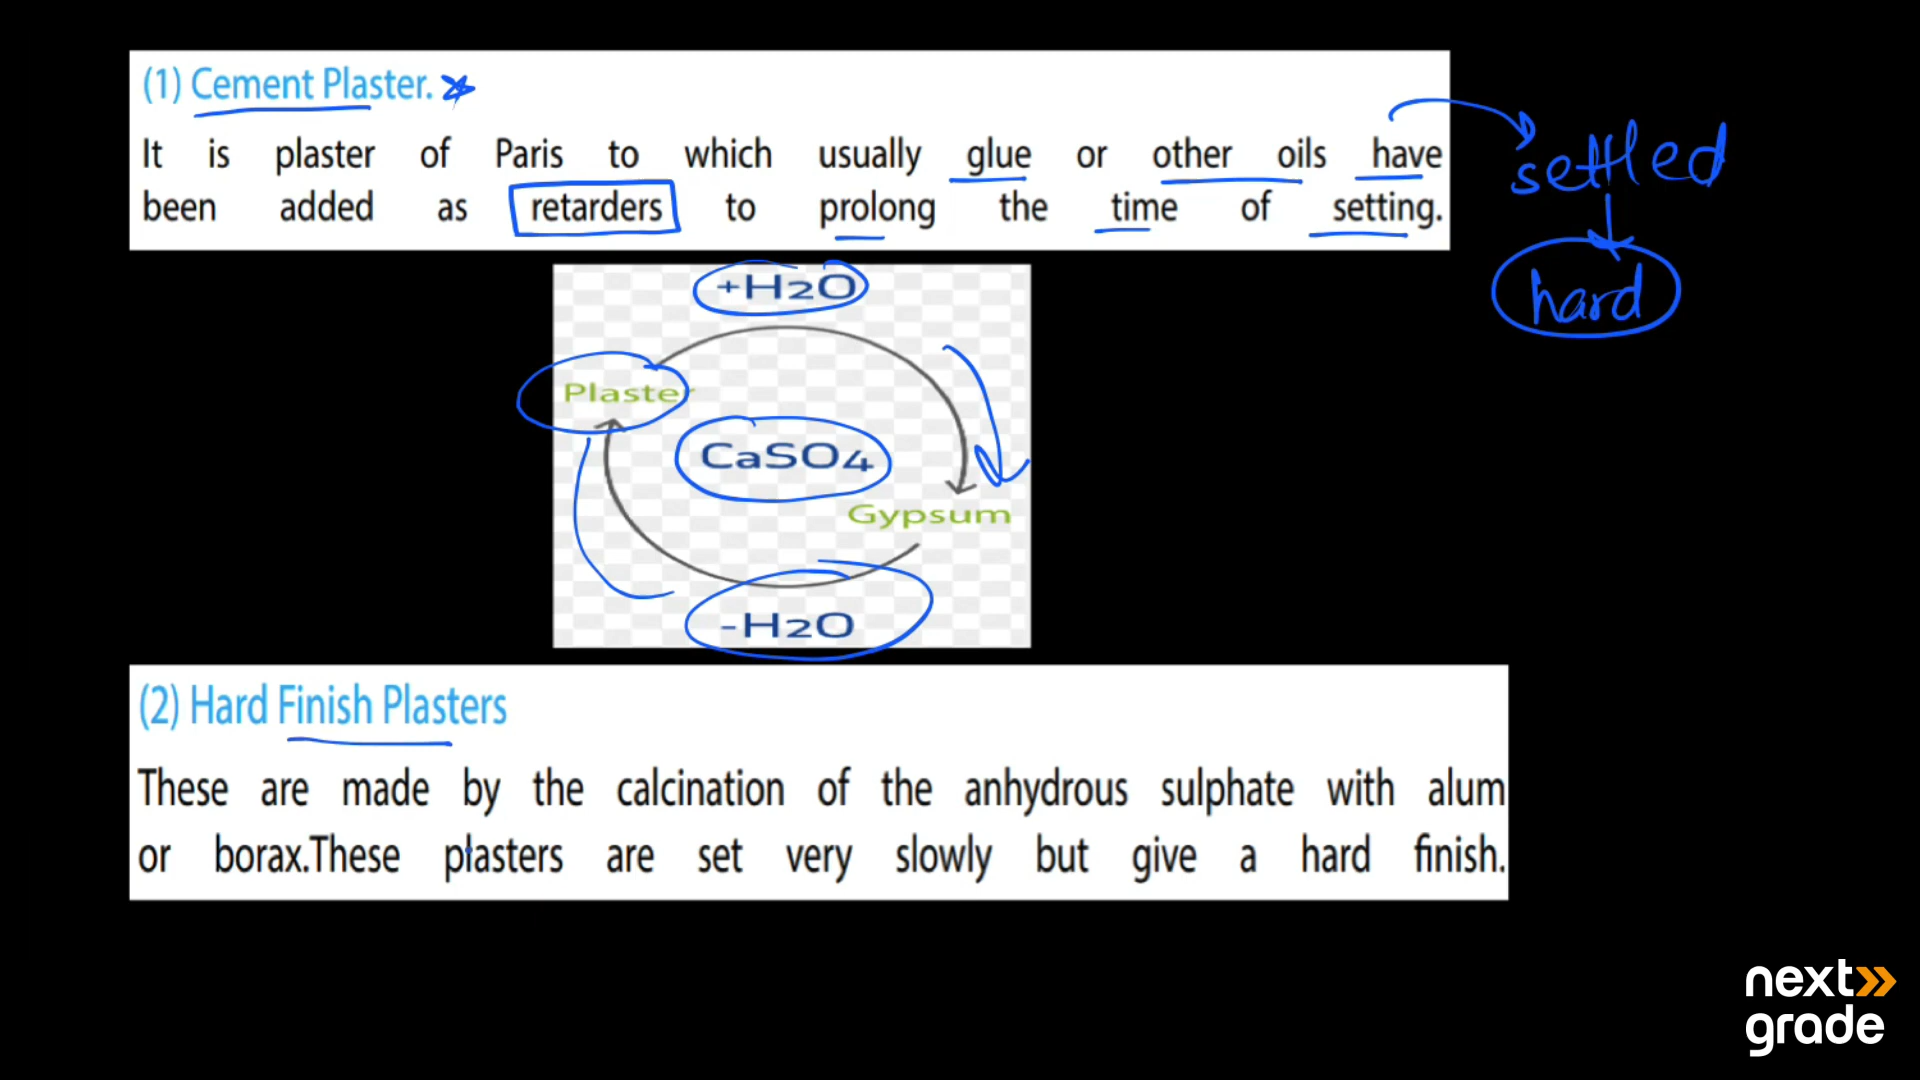 (1) Cement Plaster.
It is plaster of Paris to which usually glue or other oils have
been added as retarders to prolong the time of setting.
settled
hard
+H2O
Plaster
CaSO4
Gypsum
-H2O
(2) Hard Finish Plasters
These are made by the calcination of the anhydrous sulphate with alum
or borax.These plasters are set very slowly but give a hard finish.
next
grade